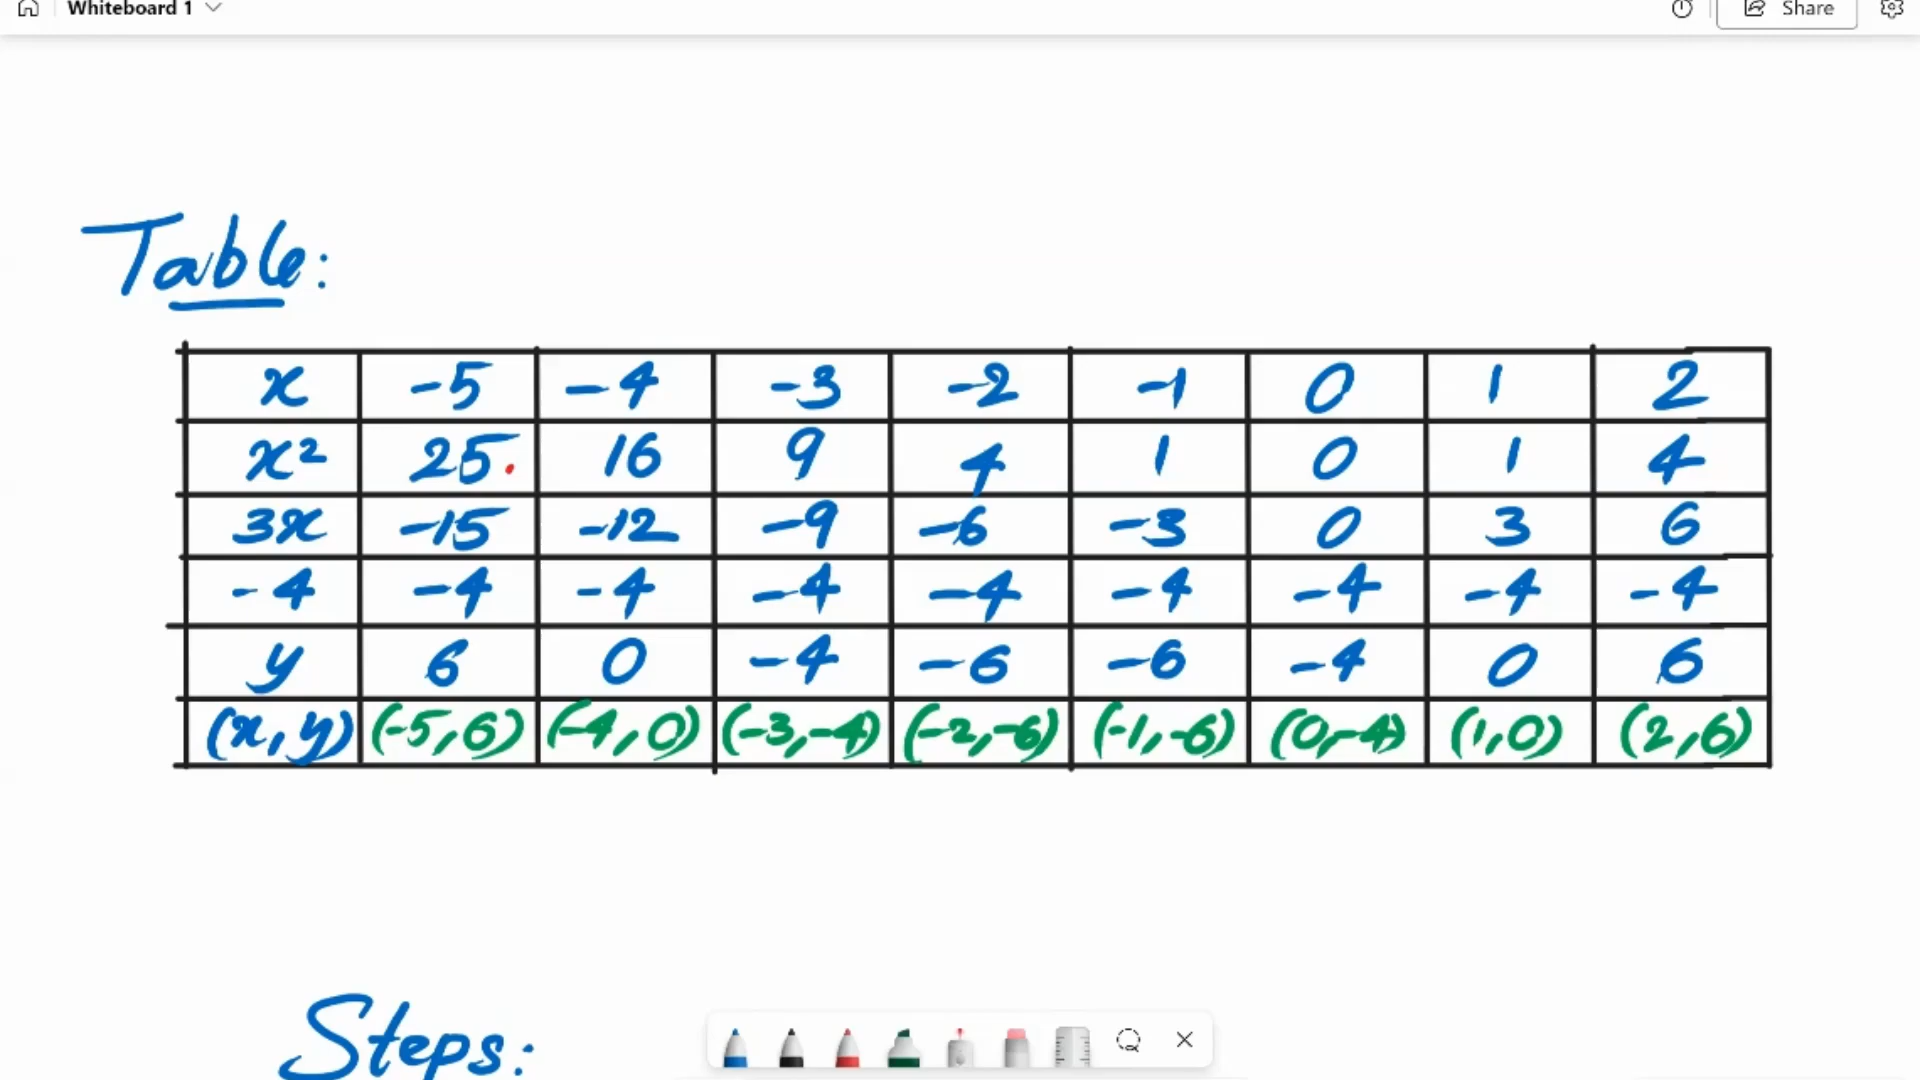 Whiteboard 1
Share
Table:
x -5 -4 -3 -2 -1 0 1 2
x² 25 16 9 4 1 0 1 4
3x -15 -12 -9 -6 -3 0 3 6
-4 -4 -4 -4 -4 -4 -4 -4 -4
y 6 0 -4 -6 -6 -4 0 6
(x,y) (-5,6) (-4,0) (-3,-4) (-2,-6) (-1,-6) (0,-4) (1,0) (2,6)
Steps: